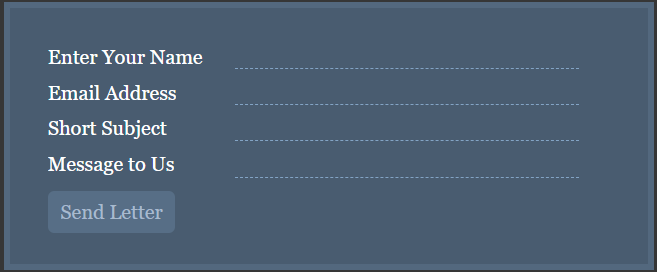 Enter Your Name
Email Address
Short Subject
Message to Us
Send Letter